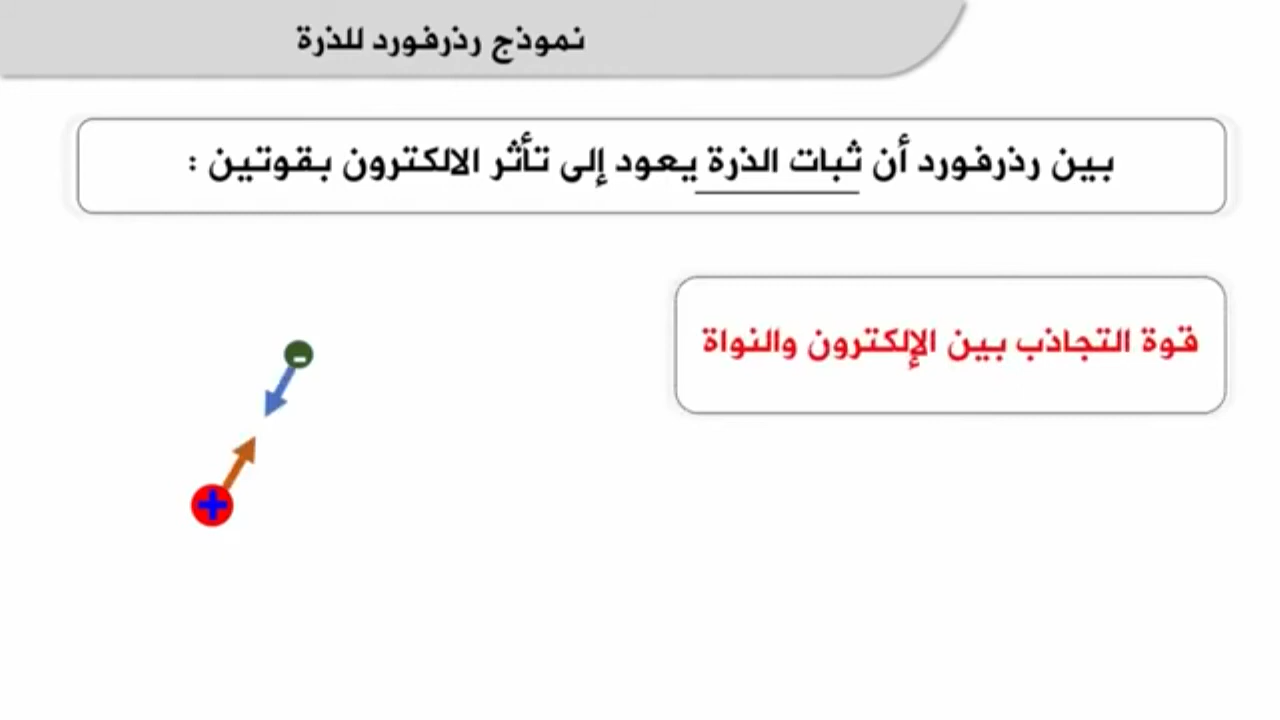 نموذج رذرفورد للذرة
بين رذرفورد أن ثبات الذرة يعود إلى تأثر الالكترون بقوتين :
قوة التجاذب بين الإلكترون والنواة
-
+